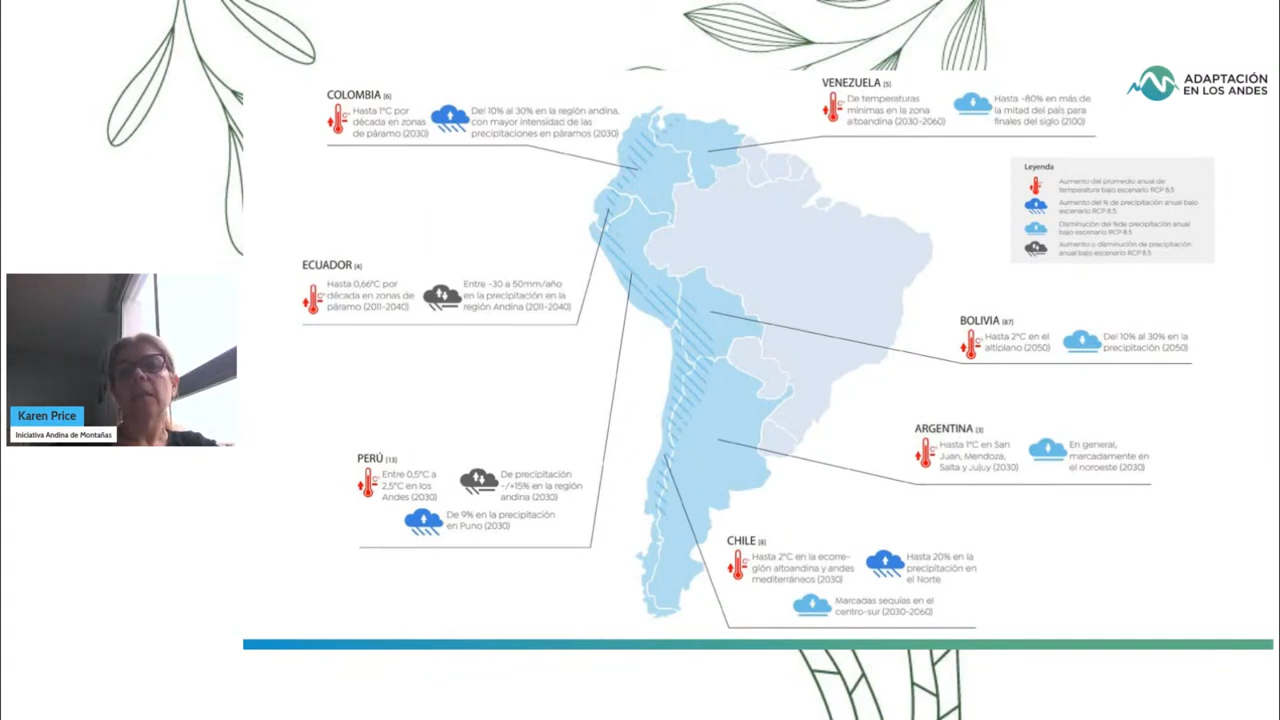 ADAPTACIÓN
EN LOS ANDES
COLOMBIA (6)
Hasta 1°C por
década en zonas
de páramo (2030)
Del 10% al 30% en la región andina,
con mayor intensidad de las
precipitaciones en páramos (2030)
VENEZUELA (5)
De temperaturas
mínimas en la zona
altoandina (2030-2060)
Hasta -80% en más de
la mitad del país para
finales del siglo (2100)
Leyenda
Aumento del promedio anual de
temperatura bajo escenario RCP 8.5
Aumento del % de precipitación anual bajo
escenario RCP 8.5
Disminución del %de precipitación anual
bajo escenario RCP 8.5
Aumento o disminución de precipitación
anual bajo escenario RCP 8.5
ECUADOR (4)
Hasta 0,66°C por
década en zonas de
páramo (2011-2040)
Entre -30 a 50mm/año
en la precipitación en la
región Andina (2011-2040)
BOLIVIA (87)
Hasta 2°C en el
altiplano (2050)
Del 10% al 30% en la
precipitación (2050)
Karen Price
Iniciativa Andina de Montañas
ARGENTINA (3)
Hasta 1°C en San
Juan, Mendoza,
Salta y Jujuy (2030)
En general,
marcadamente en
el noroeste (2030)
PERÚ (13)
Entre 0,5°C a
2,5°C en los
Andes (2030)
De precipitación
-/+15% en la región
andina (2030)
De 9% en la precipitación
en Puno (2030)
CHILE (8)
Hasta 2°C en la ecorre-
gión altoandina y andes
mediterráneos (2030)
Hasta 20% en la
precipitación en
el Norte
Marcadas sequías en el
centro-sur (2030-2060)